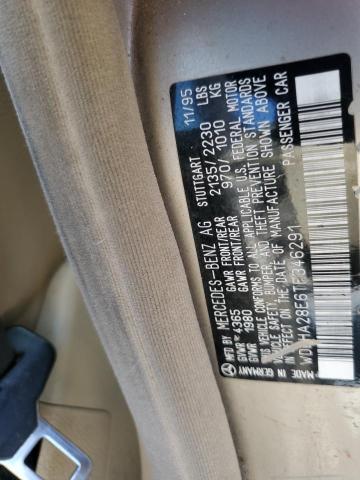 MFD BY MERCEDES-BENZ AG STUTTGART 11/95
GVWR* 4365 GAWR FRONT/REAR 2135/2230 LBS
GVWR 1980 GAWR FRONT/REAR 970/1010 KG
THIS VEHICLE CONFORMS TO ALL APPLICABLE U.S. FEDERAL MOTOR
VEHICLE SAFETY, BUMPER, AND THEFT PREVENTION STANDARDS
IN EFFECT ON THE DATE OF MANUFACTURE SHOWN ABOVE
PASSENGER CAR
MADE IN GERMANY